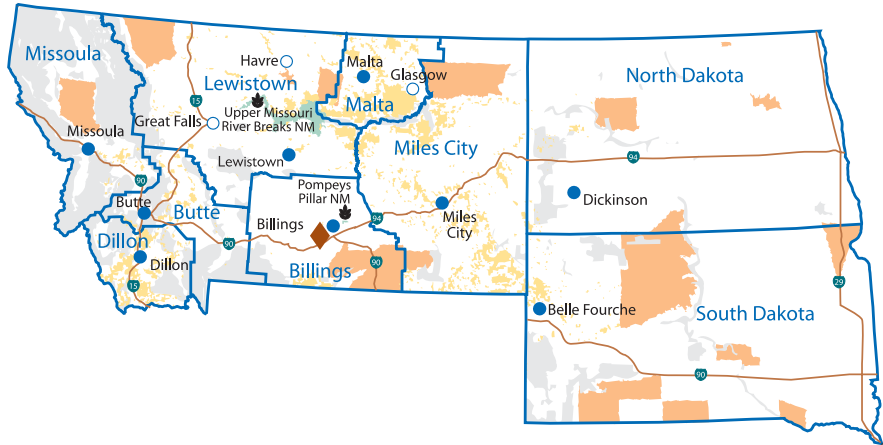 Missoula
Havre
Malta
Glasgow
North Dakota
Lewistown
15
Malta
Upper Missouri
River Breaks NM
Great Falls
Missoula
Miles City
Lewistown
94
90
Pompeys
Pillar NM
Dickinson
Butte
Butte
Billings
94
Miles
City
Dillon
90
Dillon
Billings
90
29
15
Belle Fourche
South Dakota
90